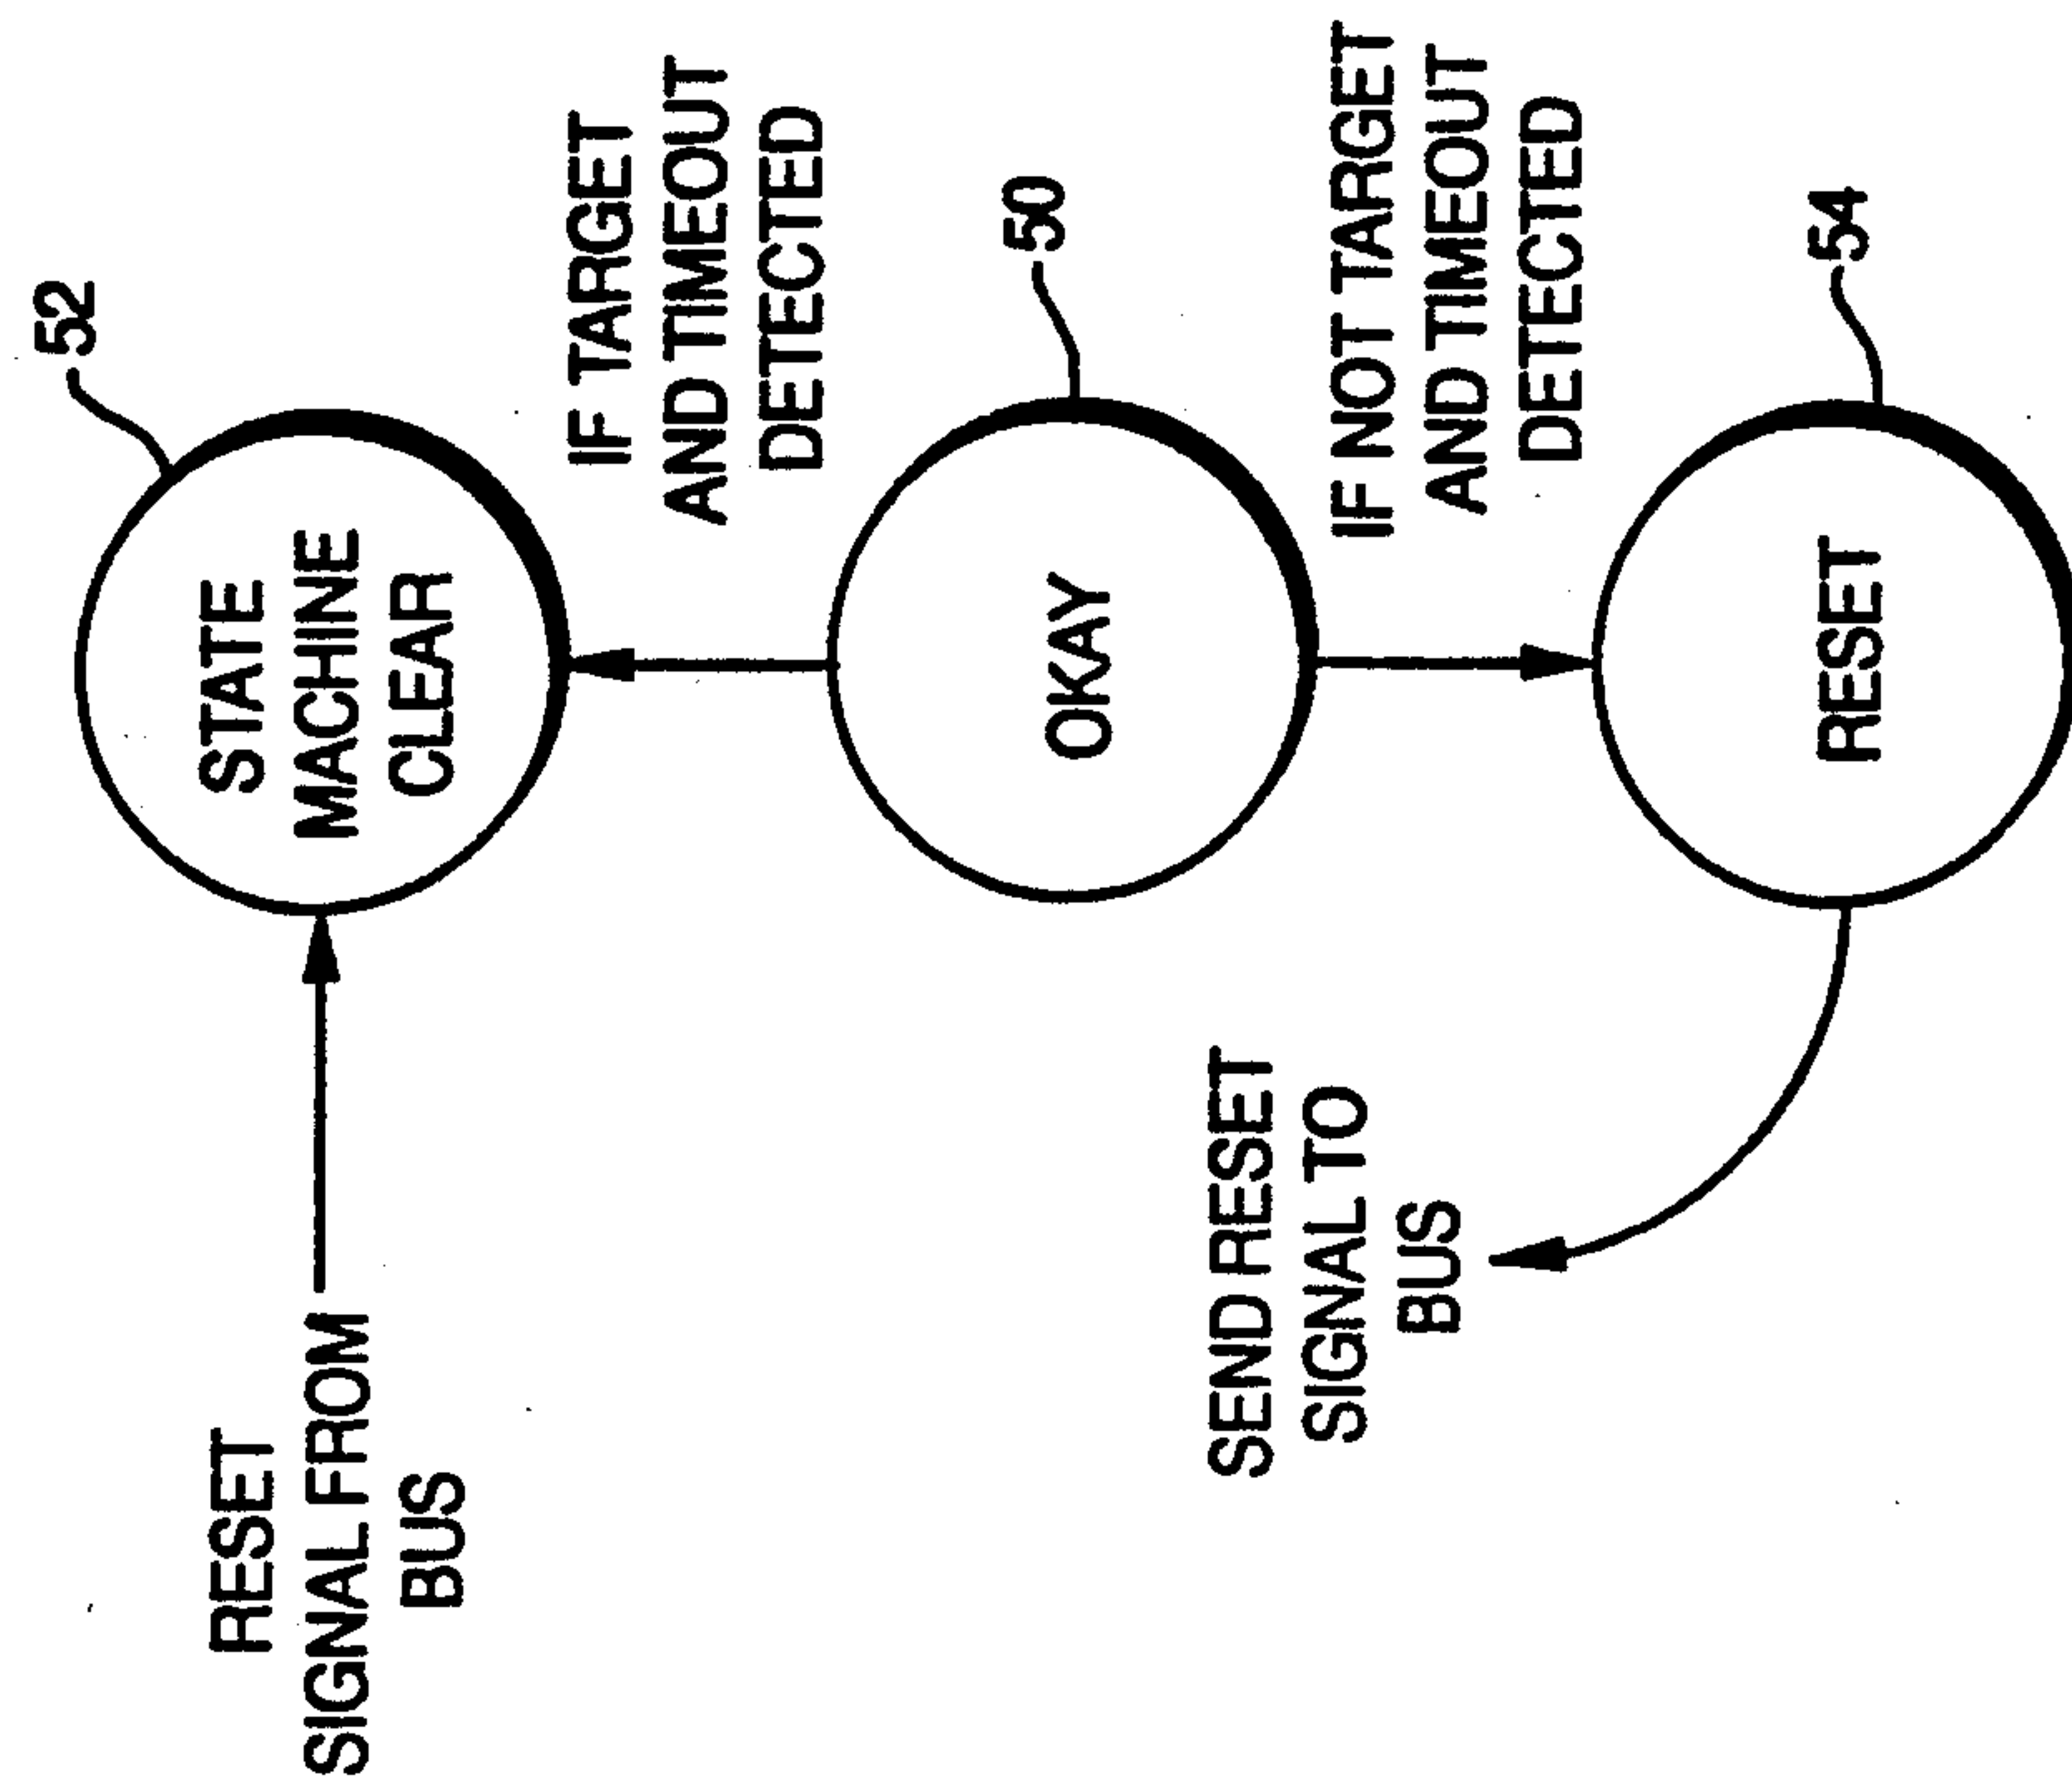 52
STATE
MACHINE
CLEAR
RESET
SIGNAL FROM
BUS
IF TARGET
AND TIMEOUT
DETECTED
50
OKAY
SEND RESET
SIGNAL TO
BUS
IF NOT TARGET
AND TIMEOUT
DETECTED
54
RESET